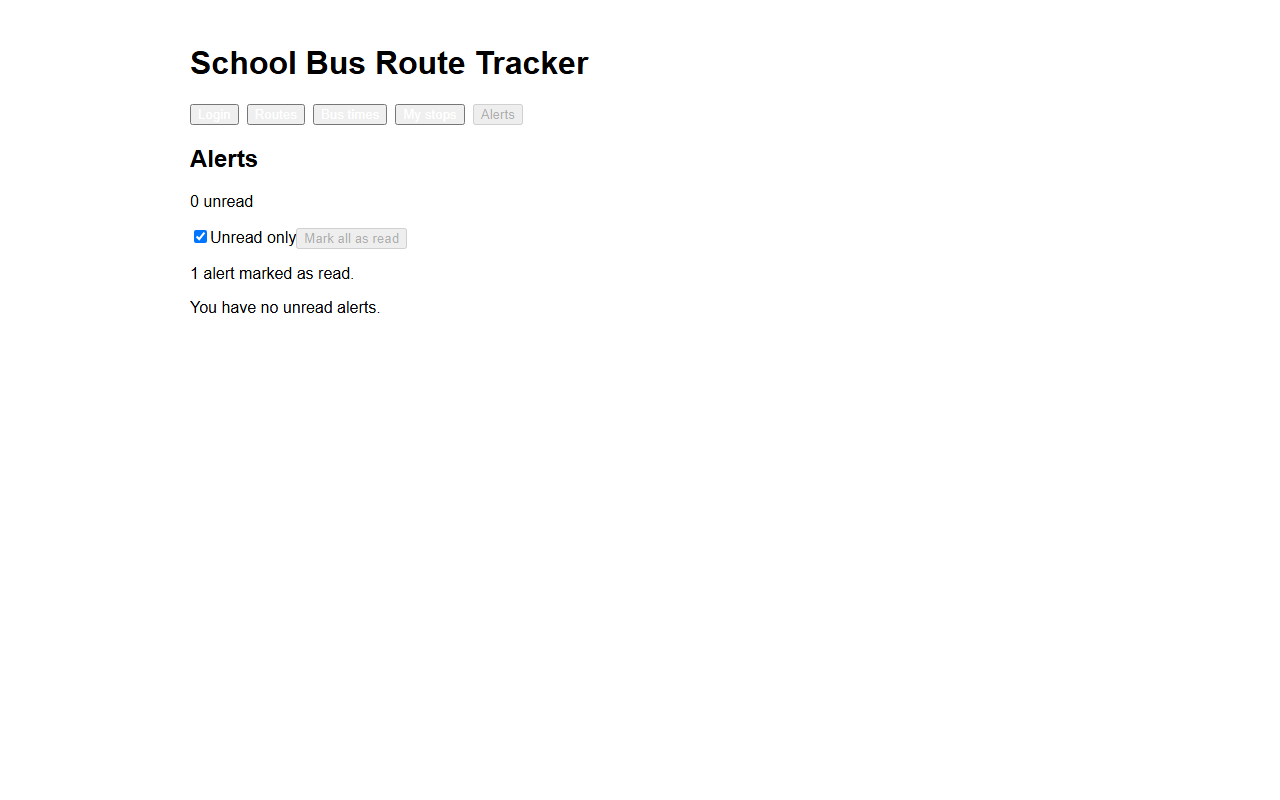 School Bus Route Tracker
Login Routes Bus times My stops Alerts
Alerts
0 unread
Unread only Mark all as read
1 alert marked as read.
You have no unread alerts.